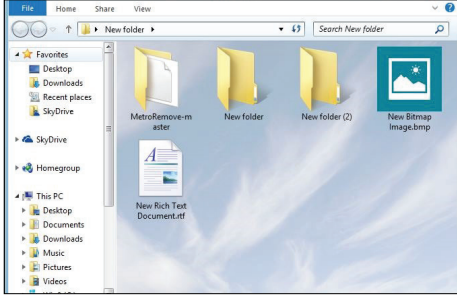 File Home Share View
New folder
Search New folder
Favorites
Desktop
Downloads
Recent places
SkyDrive
SkyDrive
Homegroup
This PC
Desktop
Documents
Downloads
Music
Pictures
Videos
MetroRemove-m
aster
New folder
New folder (2)
New Bitmap
Image.bmp
New Rich Text
Document.rtf